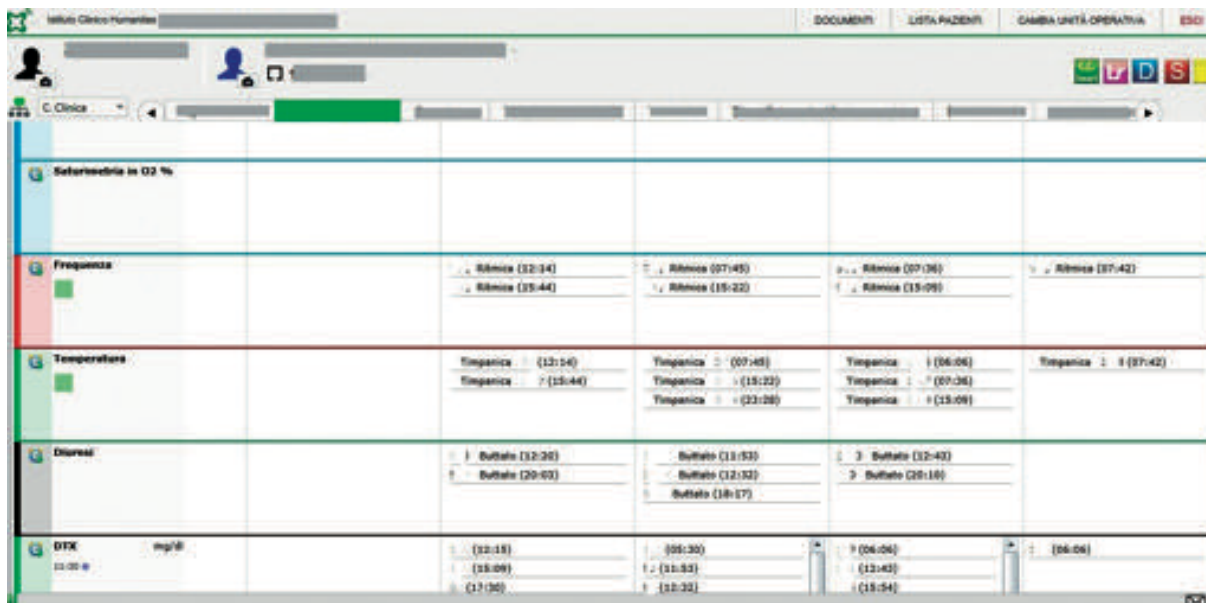 Istituto Clinico Humanitas
DOCUMENTI LISTA PAZIENTI CAMBIA UNITÀ OPERATIVA ESCI
D S
C. Clinica
Saturimetria in O2 %
Frequenza Ritmica (12:14) Ritmica (07:45) Ritmica (07:36) Ritmica (07:42)
Ritmica (15:44) Ritmica (15:22) Ritmica (15:09)
Temperatura Timpanica (12:14) Timpanica (07:45) Timpanica (06:06) Timpanica (07:42)
Timpanica (15:44) Timpanica (15:22) Timpanica (07:36)
Timpanica (23:28) Timpanica (15:09)
Diuresi Buttato (12:20) Buttato (11:53) Buttato (12:43)
Buttato (20:03) Buttato (12:32) Buttato (20:10)
Buttato (18:17)
DTX mg/dl (12:15) (05:30) (06:06) (06:06)
11:00 (15:09) (11:53) (12:43)
(17:30) (12:32) (15:54)